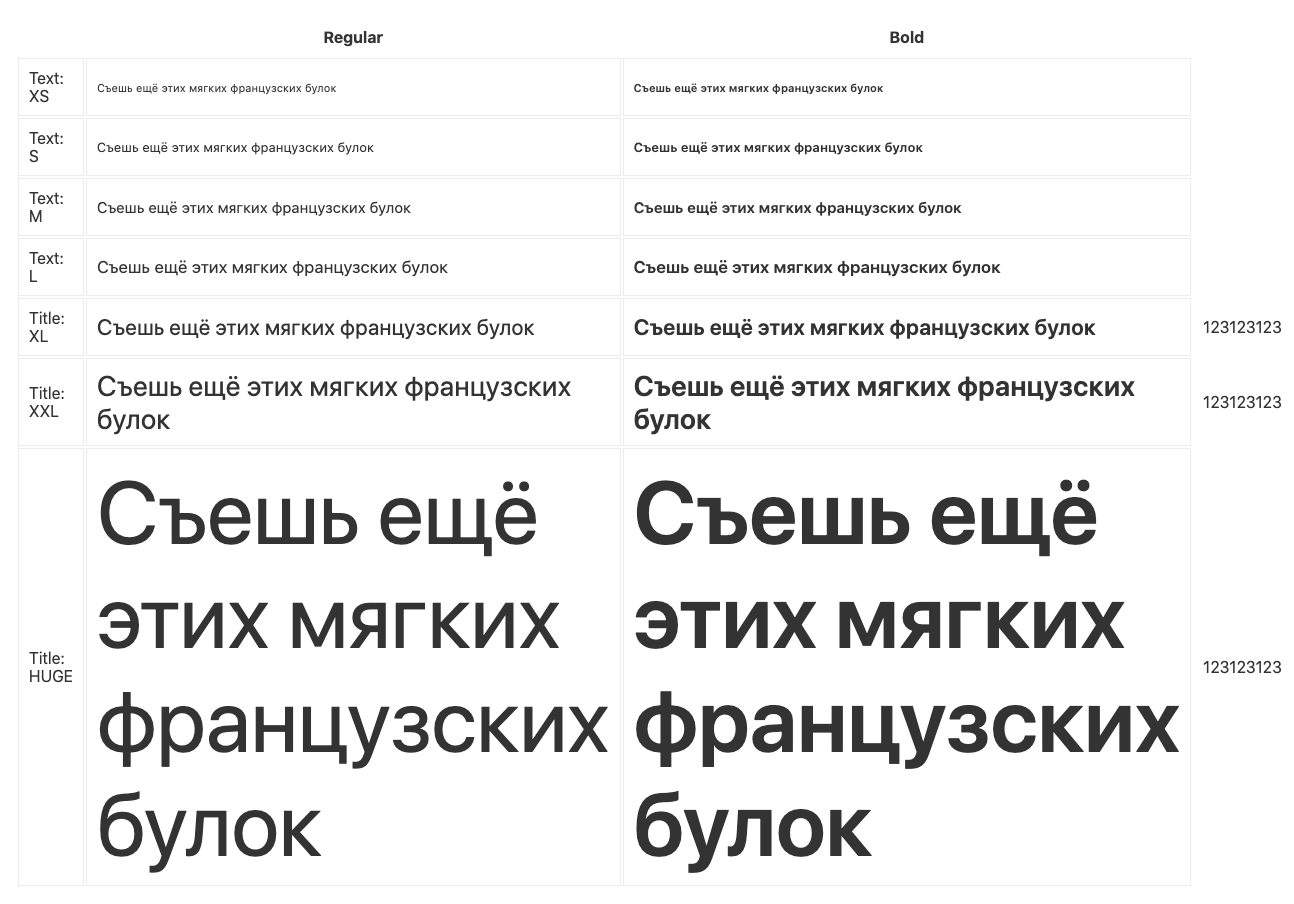 Regular Bold
Text:
XS
Съешь ещё этих мягких французских булок
Съешь ещё этих мягких французских булок
Text:
S
Съешь ещё этих мягких французских булок
Съешь ещё этих мягких французских булок
Text:
M
Съешь ещё этих мягких французских булок
Съешь ещё этих мягких французских булок
Text:
L
Съешь ещё этих мягких французских булок
Съешь ещё этих мягких французских булок
Title:
XL
Съешь ещё этих мягких французских булок
Съешь ещё этих мягких французских булок
123123123
Title:
XXL
Съешь ещё этих мягких французских
булок
Съешь ещё этих мягких французских
булок
123123123
Title:
HUGE
Съешь ещё
этих мягких
французских
булок
Съешь ещё
этих мягких
французских
булок
123123123